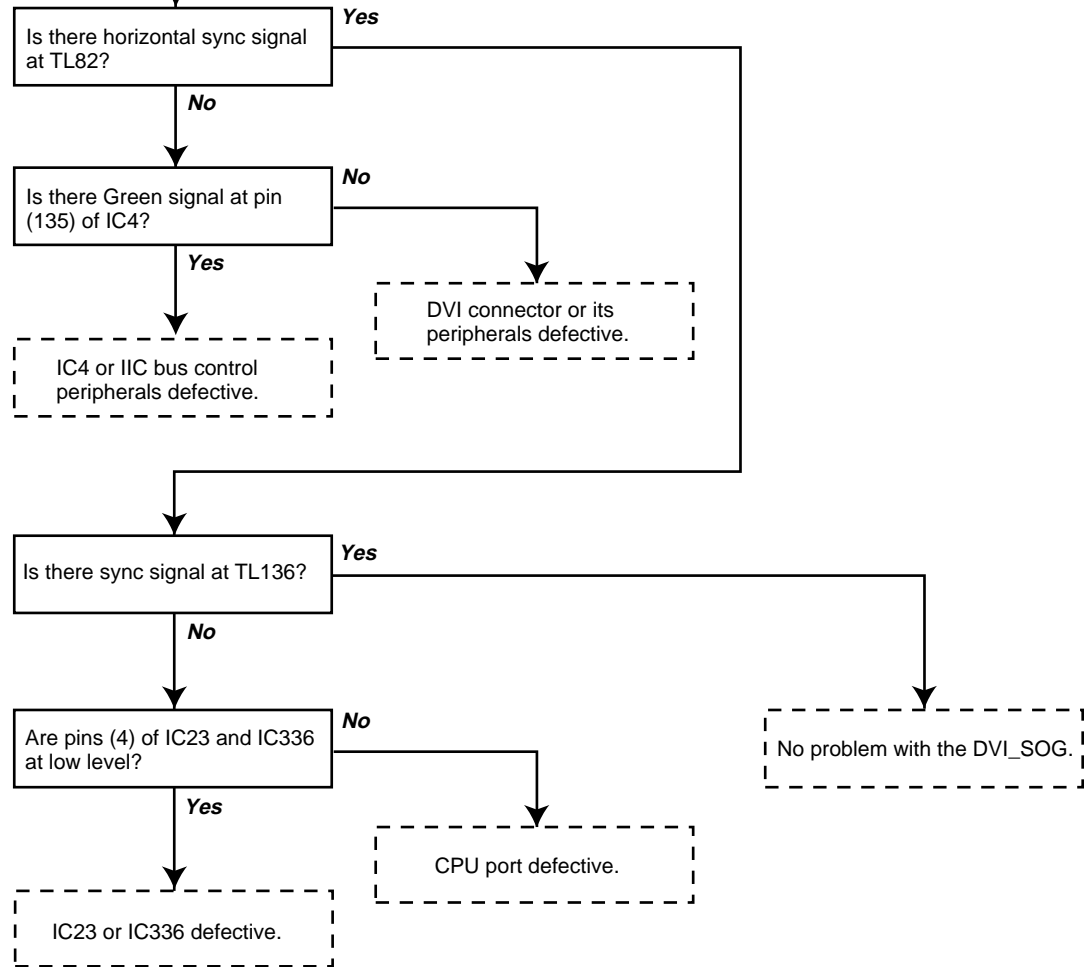 Is there horizontal sync signal
at TL82?
Yes
No
Is there Green signal at pin
(135) of IC4?
No
Yes
DVI connector or its
peripherals defective.
IC4 or IIC bus control
peripherals defective.
Is there sync signal at TL136?
Yes
No
Are pins (4) of IC23 and IC336
at low level?
No
No problem with the DVI_SOG.
Yes
CPU port defective.
IC23 or IC336 defective.